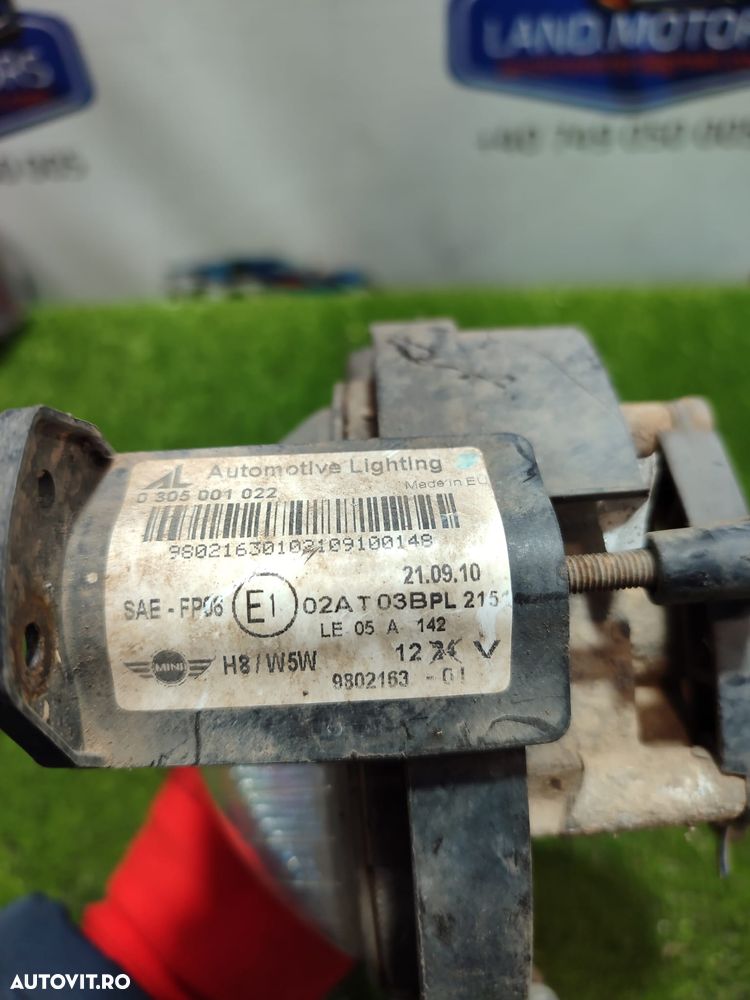 LAND.MOTORS
AL Automotive Lighting
0 305 001 022
Made in EU
98021630102109100148
21.09.10
SAE - FP06 E1 02A T 03BPL 215
LE 05 A 142
MINI H8 / W5W 12 V
9802163 - 01
AUTOVIT.RO